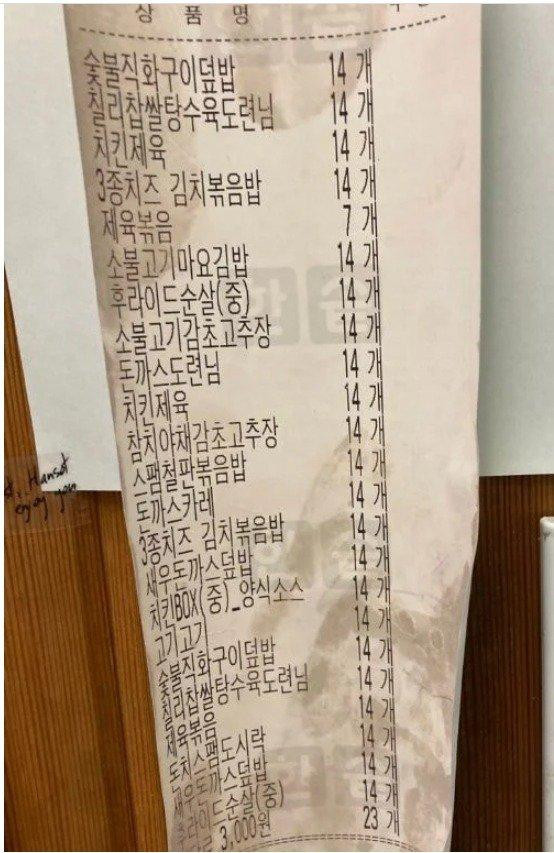 상 품 명
숯불직화구이덮밥 14 개
칠리찹쌀탕수육도련님 14 개
치킨제육 14 개
3종치즈 김치볶음밥 14 개
제육볶음 7 개
소불고기마요김밥 14 개
후라이드순살(중) 14 개
소불고기감초고추장 14 개
돈까스도련님 14 개
치킨제육 14 개
참치야채감초고추장 14 개
스팸철판볶음밥 14 개
돈까스카레 14 개
3종치즈 김치볶음밥 14 개
새우돈까스덮밥 14 개
치킨BOX(중)_양식소스 14 개
고기고기 14 개
숯불직화구이덮밥 14 개
칠리찹쌀탕수육도련님 14 개
제육볶음 14 개
돈치스팸도시락 14 개
새우돈까스덮밥 14 개
후라이드순살(중) 14 개
3,000원 23 개
Hansot
enjoy you